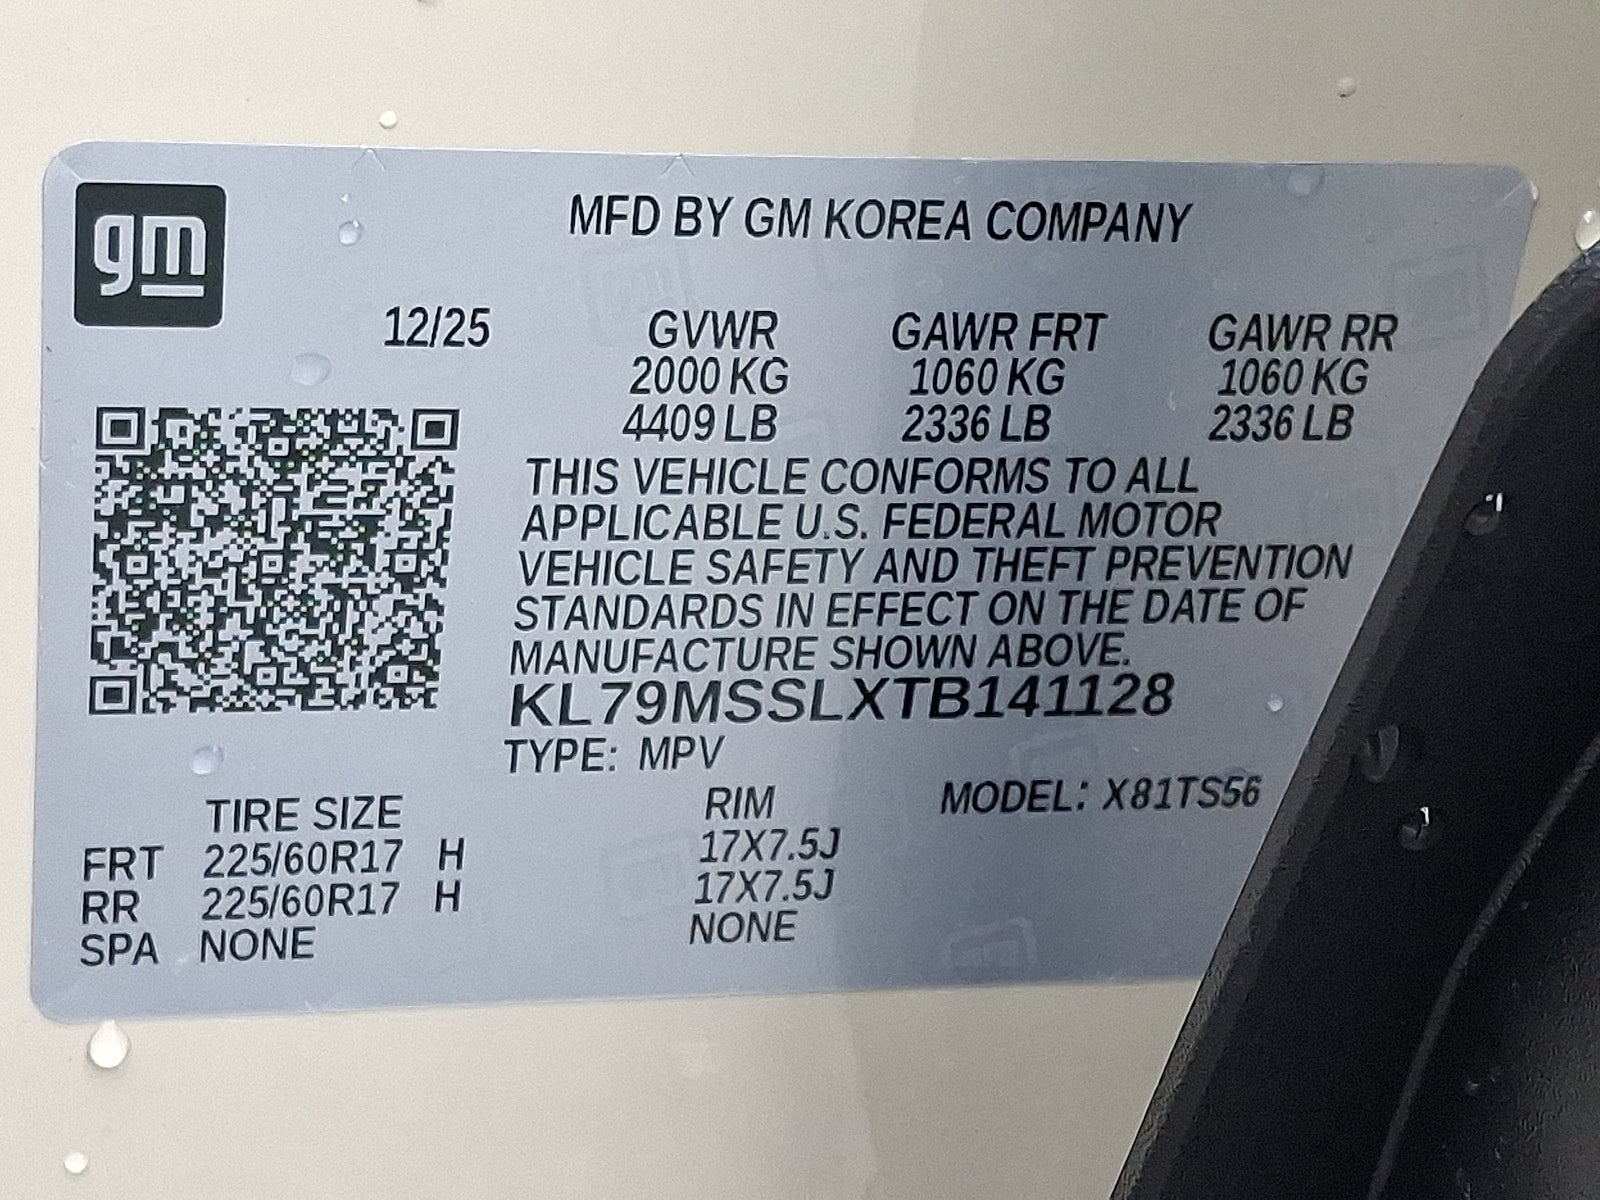 gm
MFD BY GM KOREA COMPANY
12/25 GVWR GAWR FRT GAWR RR
2000 KG 1060 KG 1060 KG
4409 LB 2336 LB 2336 LB
THIS VEHICLE CONFORMS TO ALL
APPLICABLE U.S. FEDERAL MOTOR
VEHICLE SAFETY AND THEFT PREVENTION
STANDARDS IN EFFECT ON THE DATE OF
MANUFACTURE SHOWN ABOVE.
KL79MSSLXTB141128
TYPE: MPV
TIRE SIZE RIM MODEL: X81TS56
FRT 225/60R17 H 17X7.5J
RR 225/60R17 H 17X7.5J
SPA NONE NONE